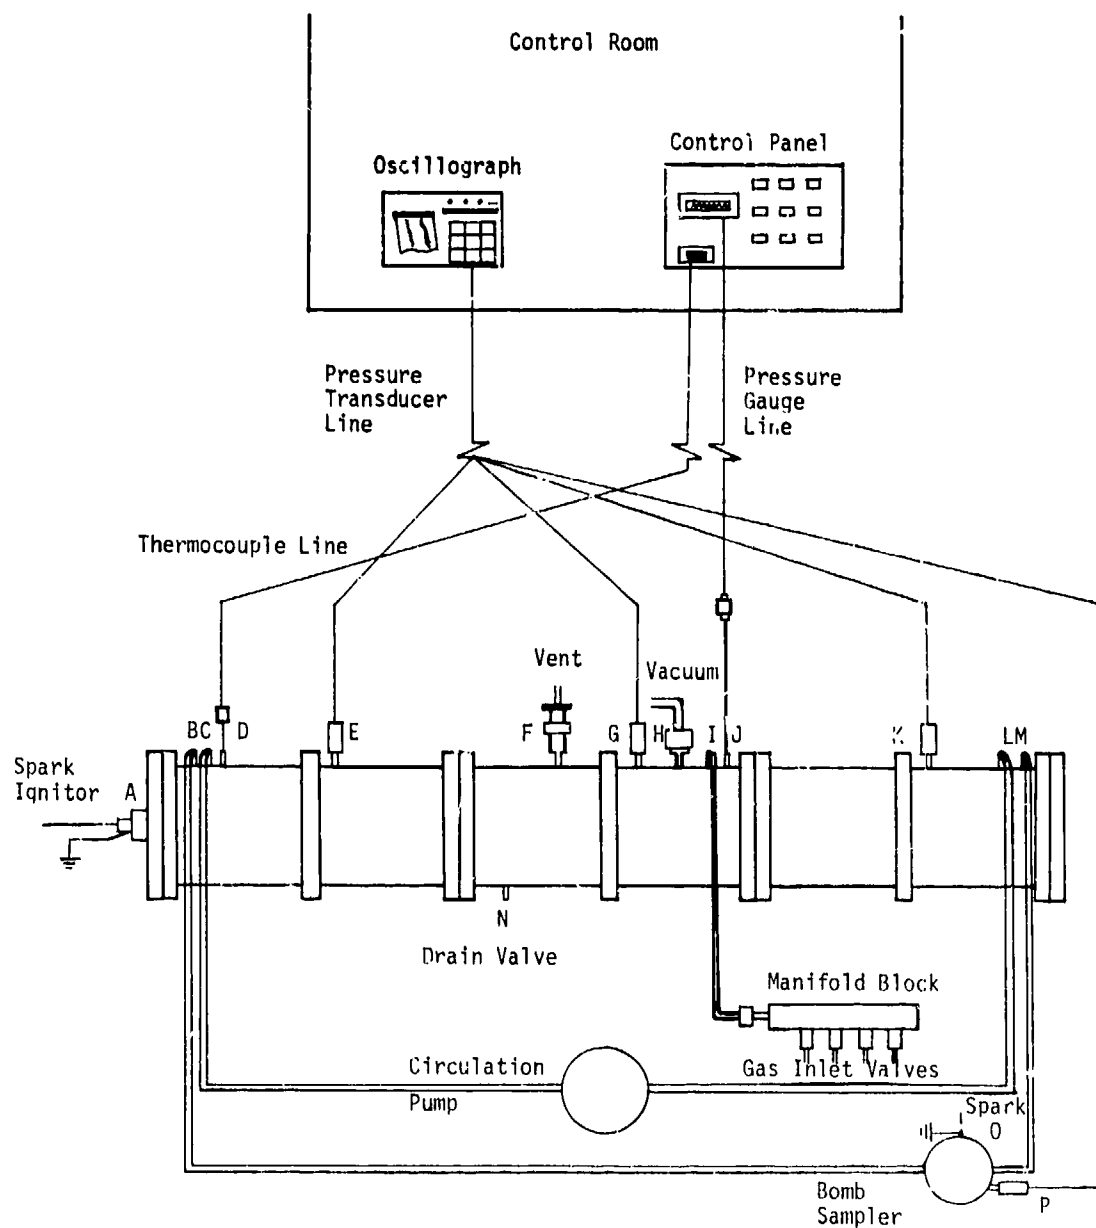 Control Room
Oscillograph
Control Panel
Pressure
Transducer
Line
Pressure
Gauge
Line
Thermocouple Line
Vent
Vacuum
BC D E F G H I J K LM
Spark
Ignitor A
N
Drain Valve
Manifold Block
Gas Inlet Valves
Circulation
Pump
Spark
O
Bomb
Sampler
P